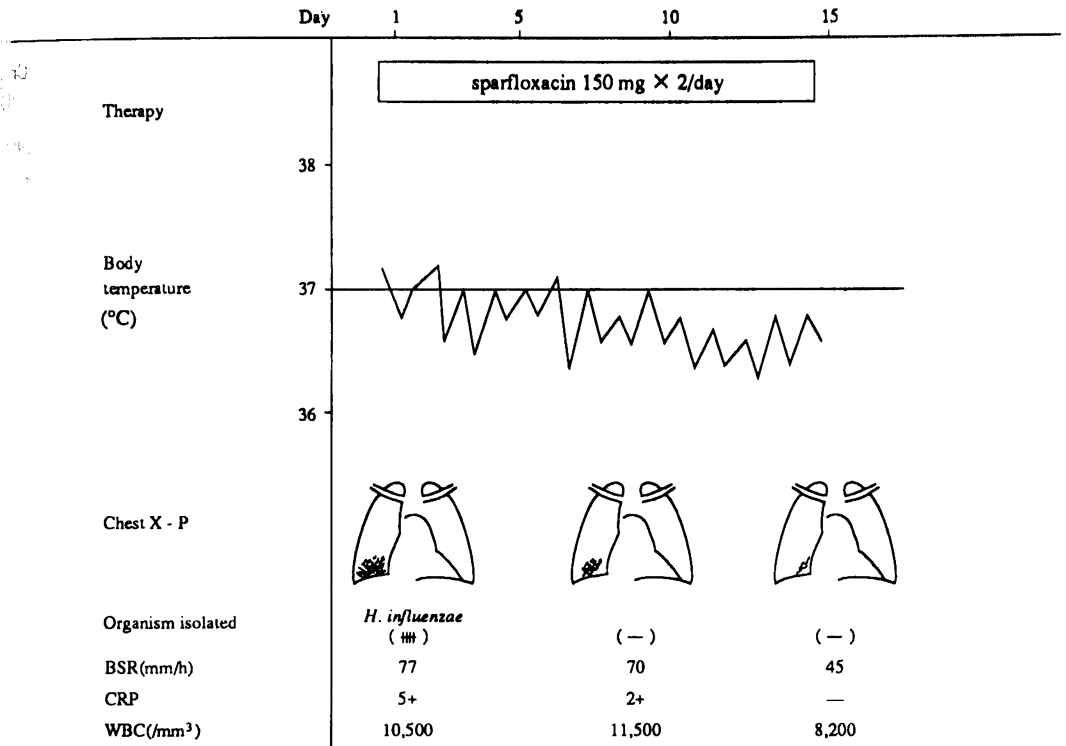 Day 1 5 10 15
sparfloxacin 150 mg × 2/day
Therapy
38
Body
temperature
(°C)
37
36
Chest X - P
H. influenzae
Organism isolated
( ) ( — ) ( — )
BSR(mm/h) 77 70 45
CRP 5+ 2+ —
WBC(/mm³) 10,500 11,500 8,200